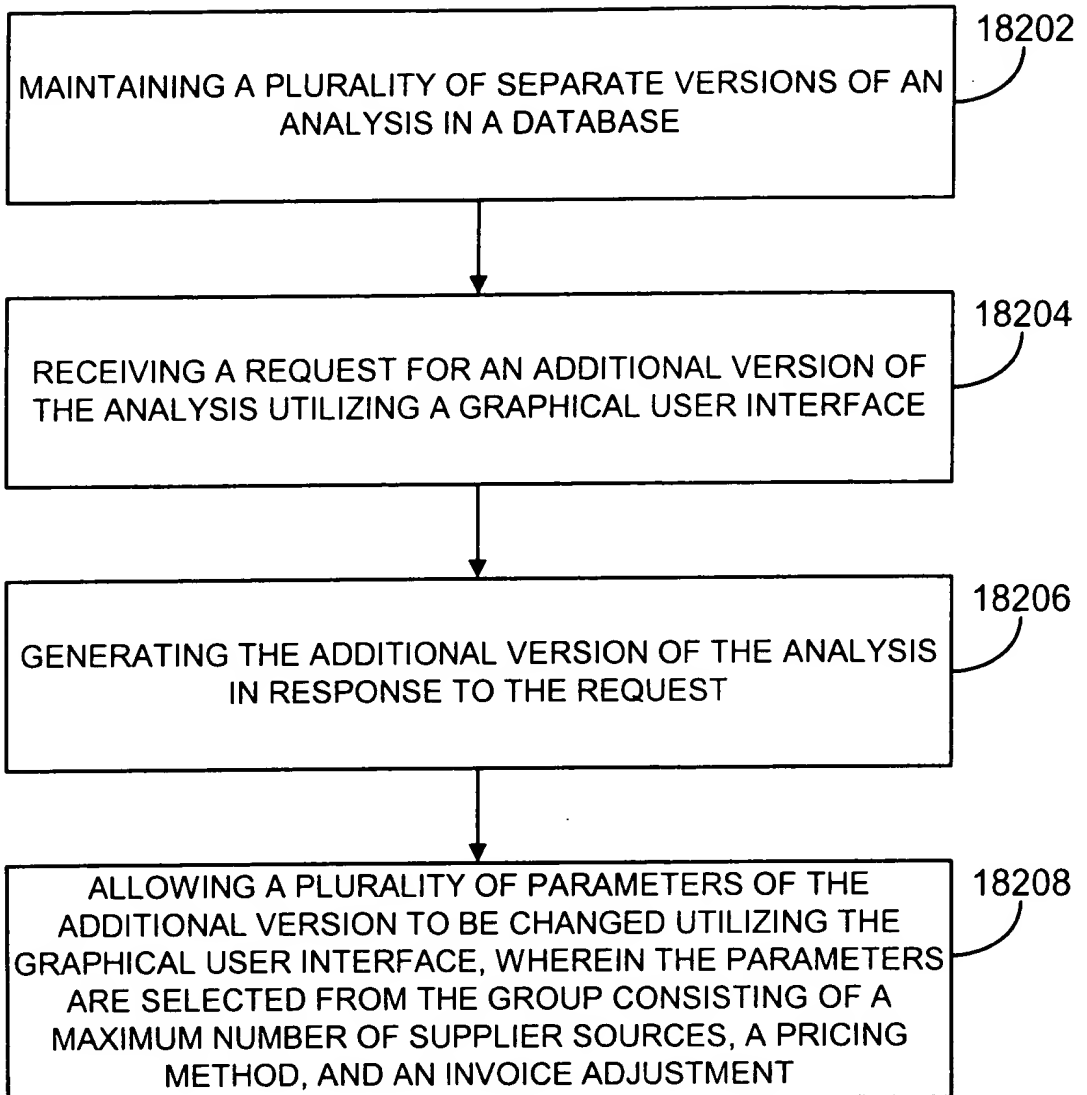 18202
MAINTAINING A PLURALITY OF SEPARATE VERSIONS OF AN
ANALYSIS IN A DATABASE
18204
RECEIVING A REQUEST FOR AN ADDITIONAL VERSION OF
THE ANALYSIS UTILIZING A GRAPHICAL USER INTERFACE
18206
GENERATING THE ADDITIONAL VERSION OF THE ANALYSIS
IN RESPONSE TO THE REQUEST
18208
ALLOWING A PLURALITY OF PARAMETERS OF THE
ADDITIONAL VERSION TO BE CHANGED UTILIZING THE
GRAPHICAL USER INTERFACE, WHEREIN THE PARAMETERS
ARE SELECTED FROM THE GROUP CONSISTING OF A
MAXIMUM NUMBER OF SUPPLIER SOURCES, A PRICING
METHOD, AND AN INVOICE ADJUSTMENT